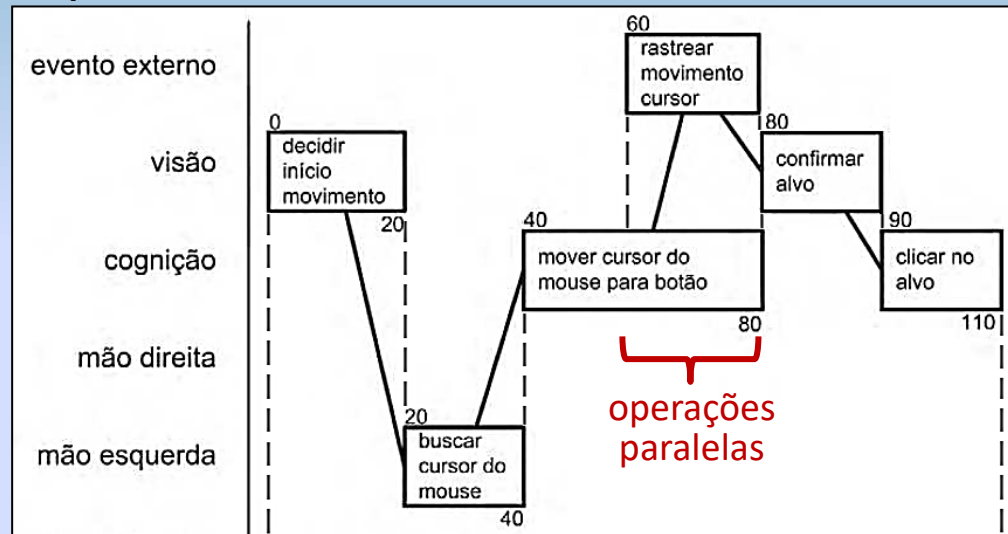 60
evento externo
rastrear
movimento
cursor
0
80
visão
decidir
início
movimento
confirmar
alvo
20
40
90
cognição
mover cursor do
mouse para botão
clicar no
alvo
80
110
mão direita
operações
paralelas
20
mão esquerda
buscar
cursor do
mouse
40